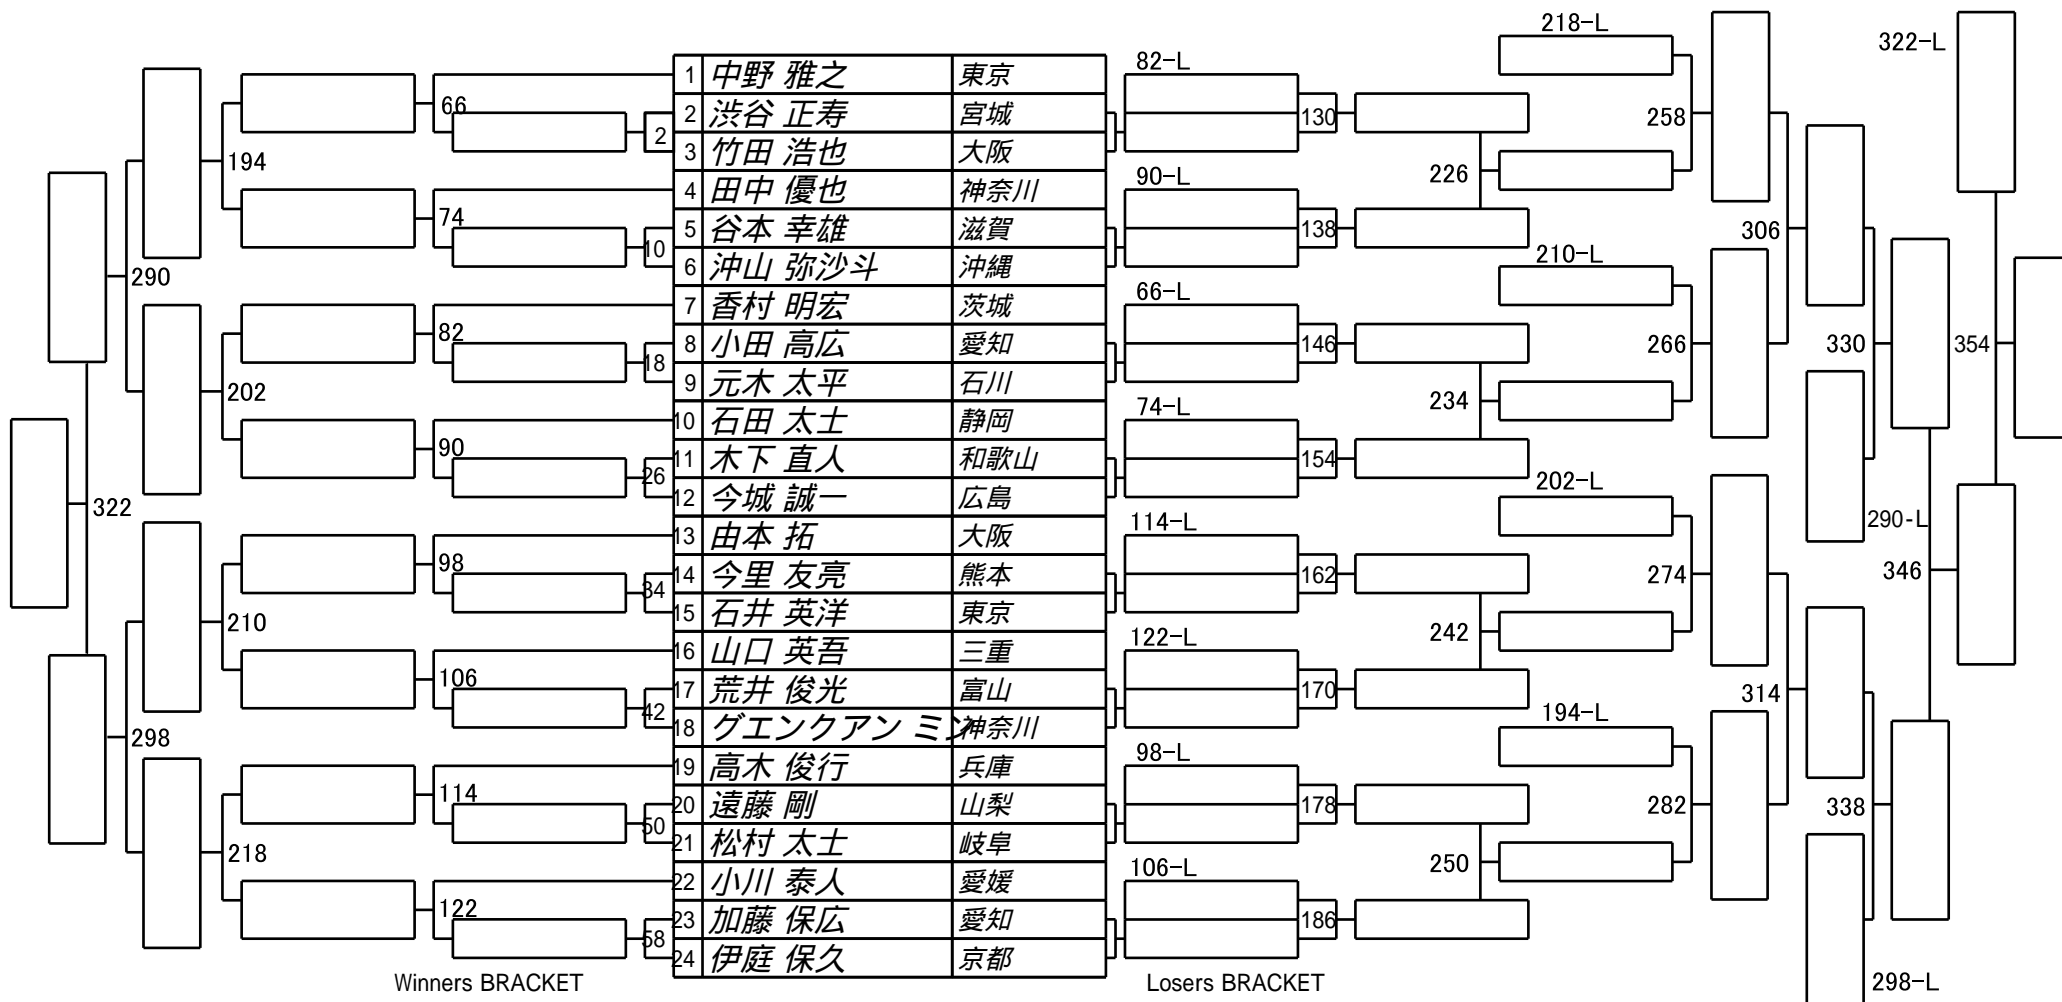 218-L
322-L
82-L
1 中野 雅之 東京
66
2 渋谷 正寿 宮城
130
258
2
3 竹田 浩也 大阪
194
226
90-L
4 田中 優也 神奈川
74
5 谷本 幸雄 滋賀
138
306
10
6 沖山 弥沙斗 沖縄
210-L
290
66-L
7 香村 明宏 茨城
82
8 小田 高広 愛知
146
266
330
354
18
9 元木 太平 石川
202
234
74-L
10 石田 太士 静岡
90
11 木下 直人 和歌山
154
26
12 今城 誠一 広島
202-L
322
114-L
290-L
13 由本 拓 大阪
98
14 今里 友亮 熊本
162
274
346
34
15 石井 英洋 東京
210
242
122-L
16 山口 英吾 三重
106
17 荒井 俊光 富山
170
314
42
18 グエンクアン ミン 神奈川
194-L
298
98-L
19 高木 俊行 兵庫
114
20 遠藤 剛 山梨
178
282
338
50
21 松村 太士 岐阜
218
250
106-L
22 小川 泰人 愛媛
122
23 加藤 保広 愛知
186
58
24 伊庭 保久 京都
Winners BRACKET
Losers BRACKET
298-L